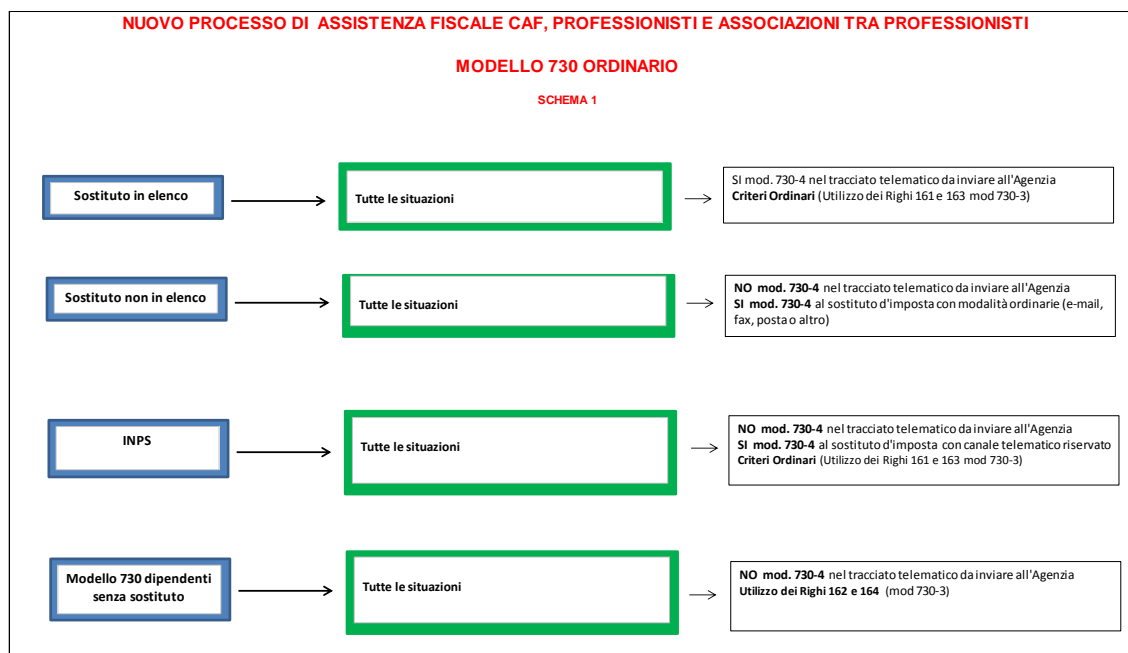 NUOVO PROCESSO DI ASSISTENZA FISCALE CAF, PROFESSIONISTI E ASSOCIAZIONI TRA PROFESSIONISTI
MODELLO 730 ORDINARIO
SCHEMA 1
Sostituto in elenco
Tutte le situazioni
SI mod. 730-4 nel tracciato telematico da inviare all'Agenzia
Criteri Ordinari (Utilizzo dei Righi 161 e 163 mod 730-3)
Sostituto non in elenco
Tutte le situazioni
NO mod. 730-4 nel tracciato telematico da inviare all'Agenzia
SI mod. 730-4 al sostituto d'imposta con modalità ordinarie (e-mail,
fax, posta o altro)
INPS
Tutte le situazioni
NO mod. 730-4 nel tracciato telematico da inviare all'Agenzia
SI mod. 730-4 al sostituto d'imposta con canale telematico riservato
Criteri Ordinari (Utilizzo dei Righi 161 e 163 mod 730-3)
Modello 730 dipendenti
senza sostituto
Tutte le situazioni
NO mod. 730-4 nel tracciato telematico da inviare all'Agenzia
Utilizzo dei Righi 162 e 164 (mod 730-3)